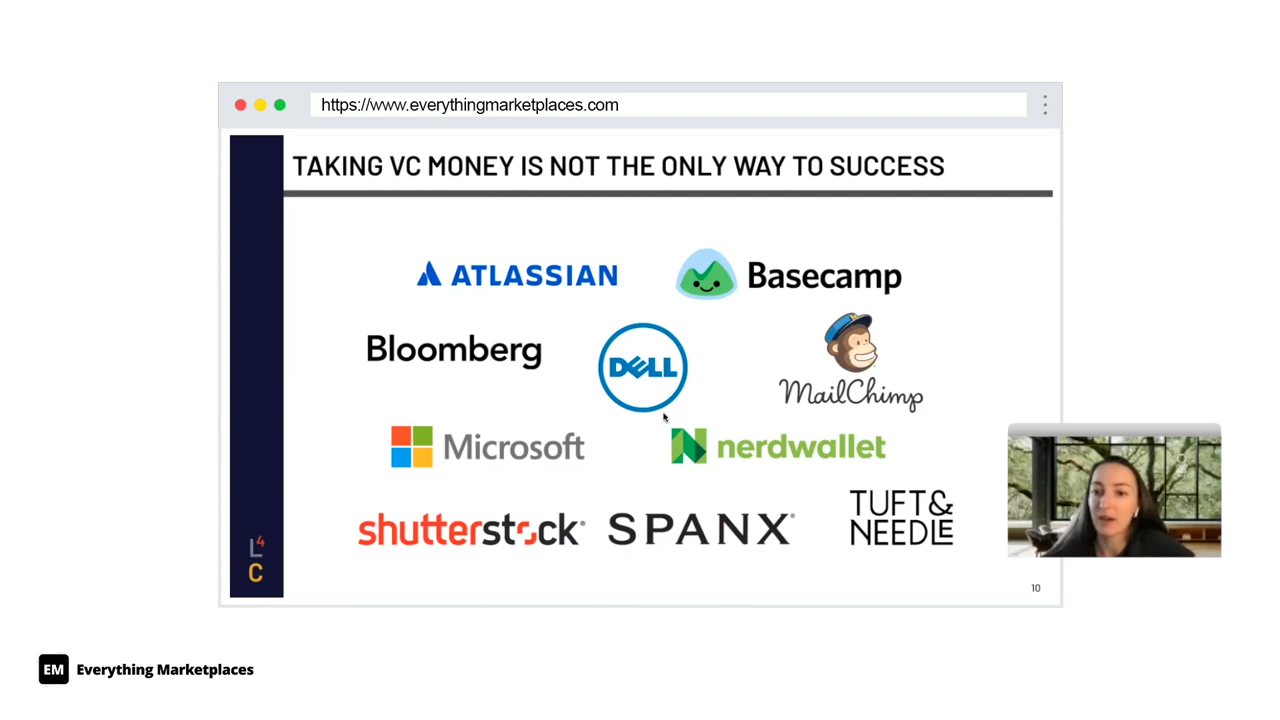 https://www.everythingmarketplaces.com
TAKING VC MONEY IS NOT THE ONLY WAY TO SUCCESS
ATLASSIAN
Basecamp
Bloomberg
DELL
MailChimp
Microsoft
nerdwallet
shutterstock®
SPANX®
TUFT&
NEEDLE
L4
C
10
EM Everything Marketplaces